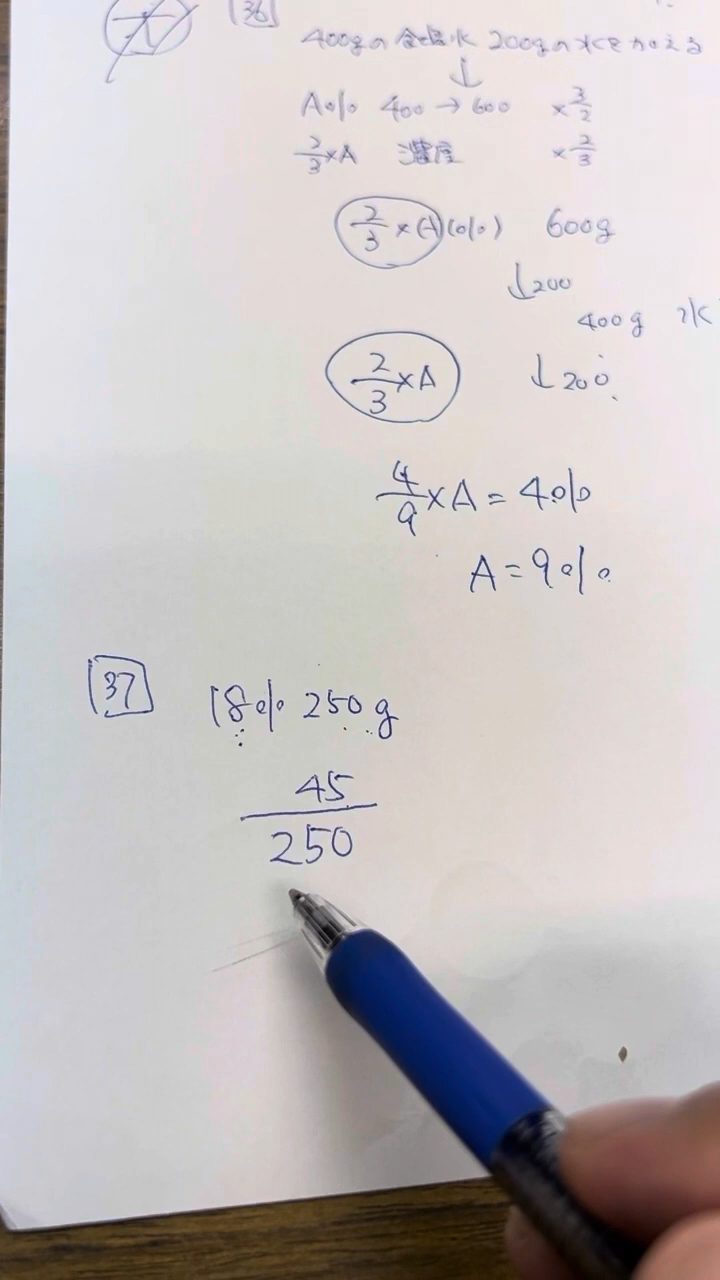 36
400gの食塩水 200gの水を加える
↓
A% 400→600 ×3/2
2/3×A 濃度 ×2/3
2/3×A(%) 600g
↓200
400g 水
2/3×A ↓200
4/9×A=4%
A=9%
37
18% 250g
45
250